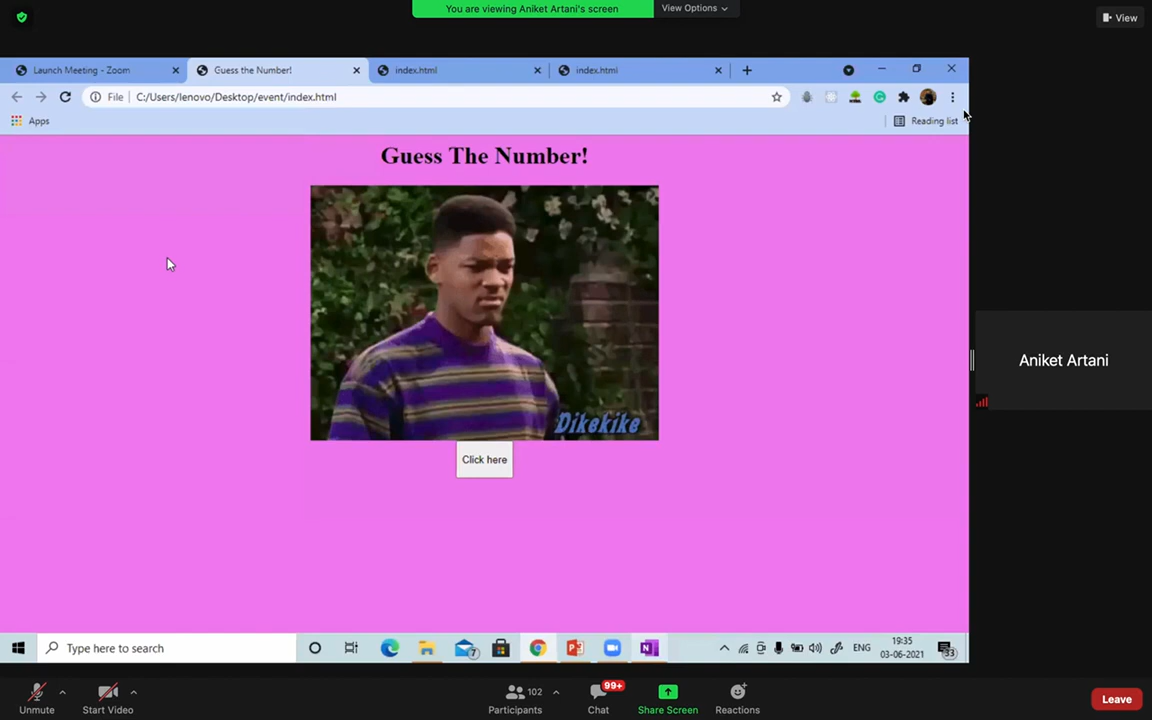 You are viewing Aniket Artani's screen
View Options
View
Launch Meeting - Zoom
Guess the Number!
index.html
index.html
File
C:/Users/lenovo/Desktop/event/index.html
Apps
Reading list
Guess The Number!
Dikekike
Click here
Aniket Artani
Type here to search
7
ENG
19:35
03-06-2021
33
Unmute
Start Video
102
Participants
99+
Chat
Share Screen
Reactions
Leave